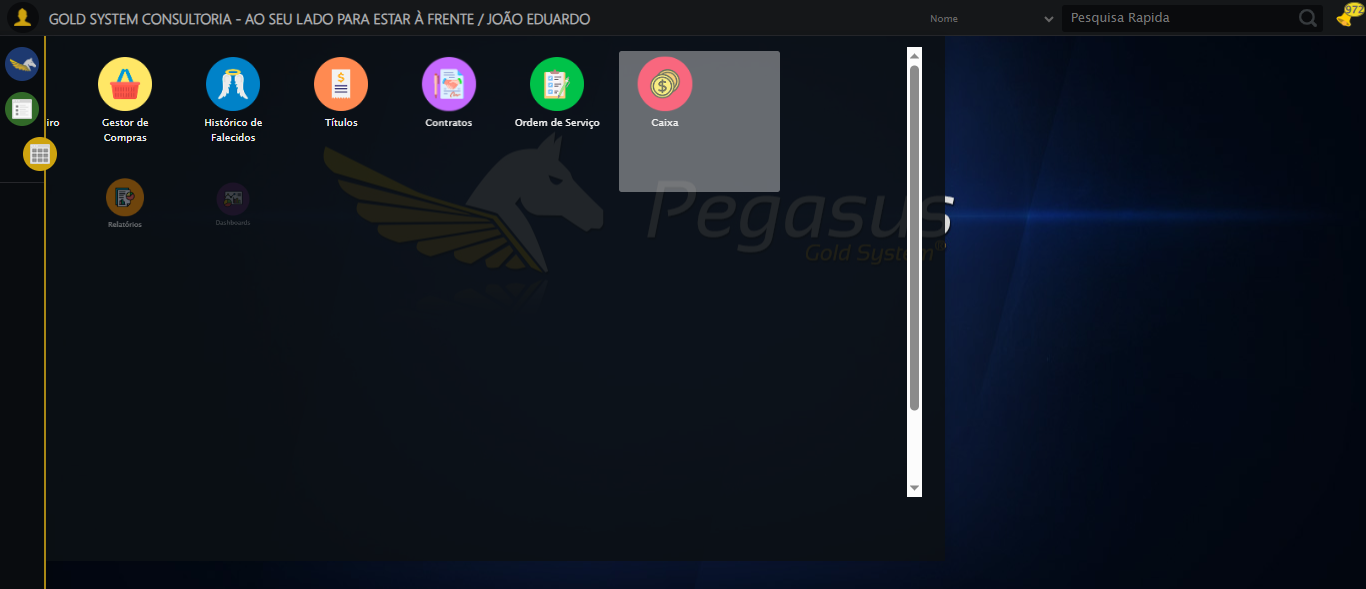 GOLD SYSTEM CONSULTORIA - AO SEU LADO PARA ESTAR À FRENTE / JOÃO EDUARDO
Nome
Pesquisa Rapida
972
iro
Gestor de
Compras
Histórico de
Falecidos
Títulos
Contratos
Ordem de Serviço
Caixa
Relatórios
Dashboards
Pegasus
Gold System®